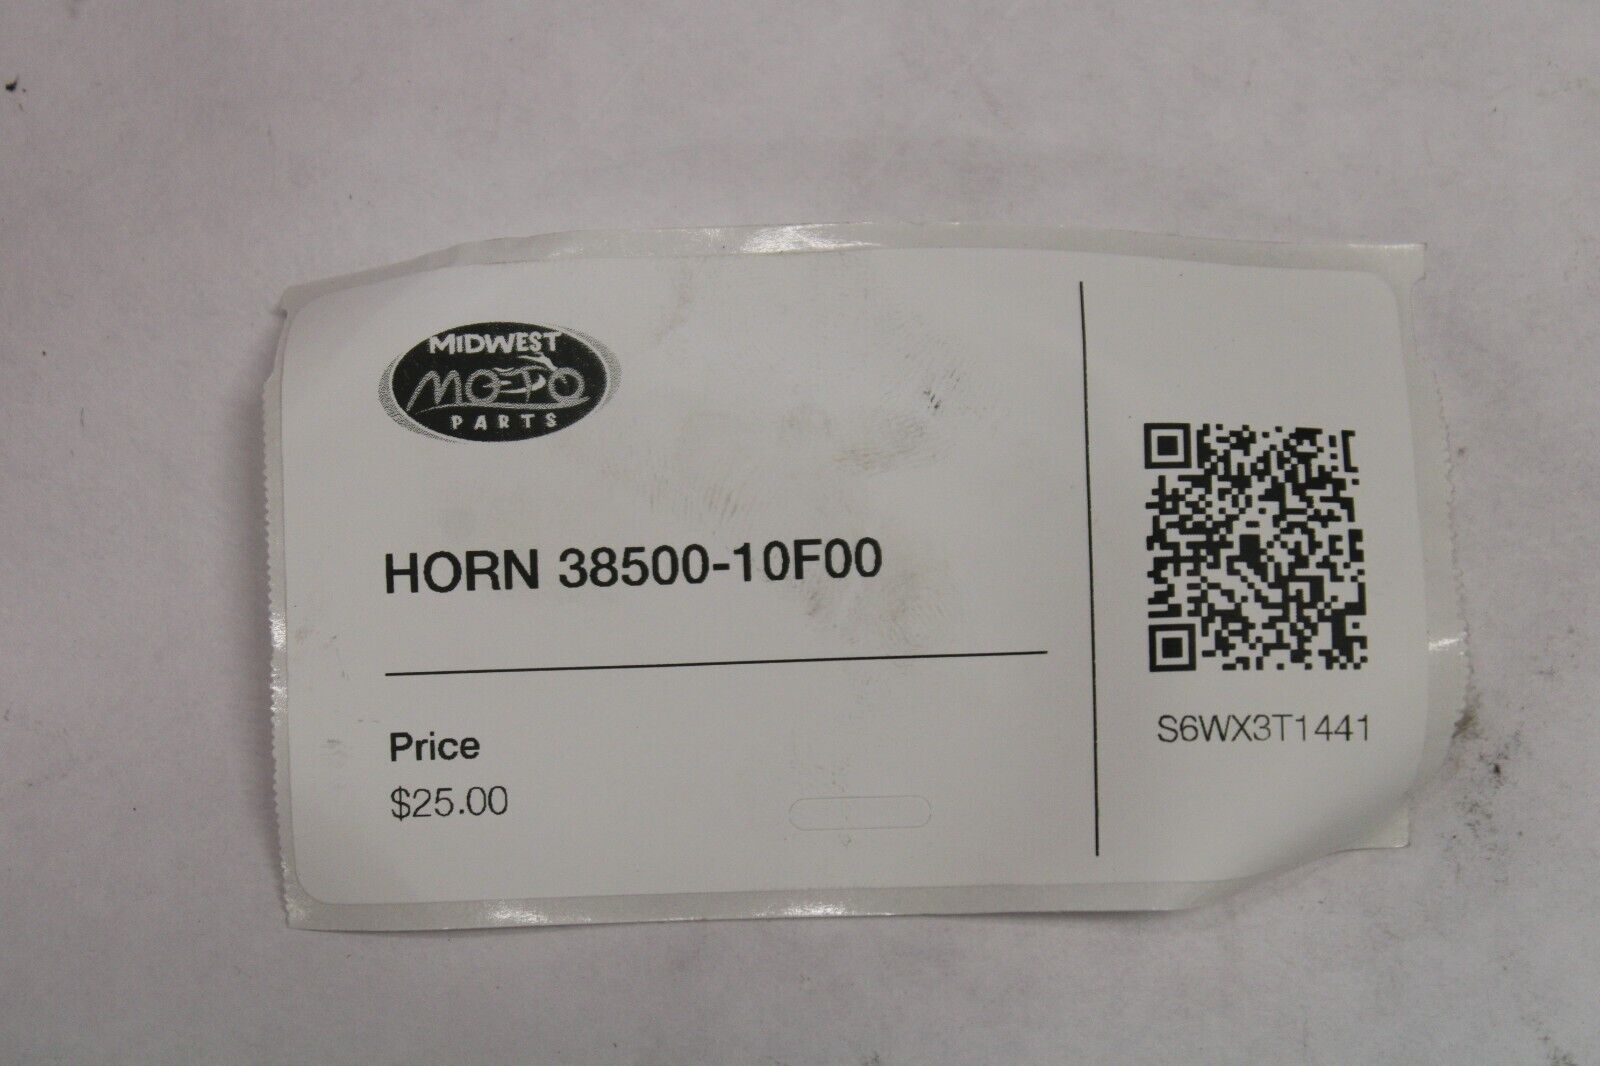 MIDWEST
MOTO
PARTS
HORN 38500-10F00
Price
$25.00
S6WX3T1441